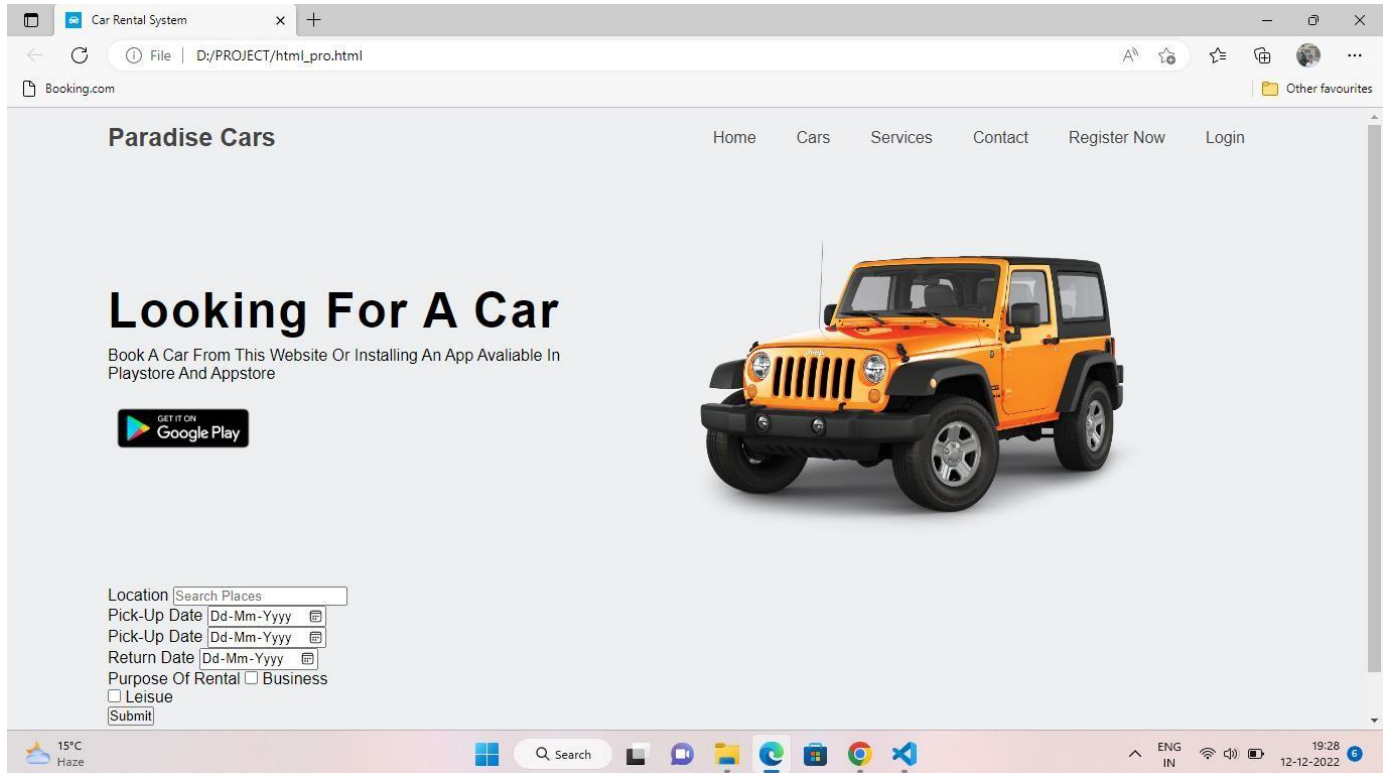 Car Rental System
File | D:/PROJECT/html_pro.html
Booking.com
Other favourites
Paradise Cars
Home Cars Services Contact Register Now Login
Looking For A Car
Book A Car From This Website Or Installing An App Avaliable In
Playstore And Appstore
GET IT ON
Google Play
Jeep
Location Search Places
Pick-Up Date Dd-Mm-Yyyy
Pick-Up Date Dd-Mm-Yyyy
Return Date Dd-Mm-Yyyy
Purpose Of Rental Business
Leisue
Submit
15°C
Haze
Search
ENG
IN
19:28
12-12-2022
6